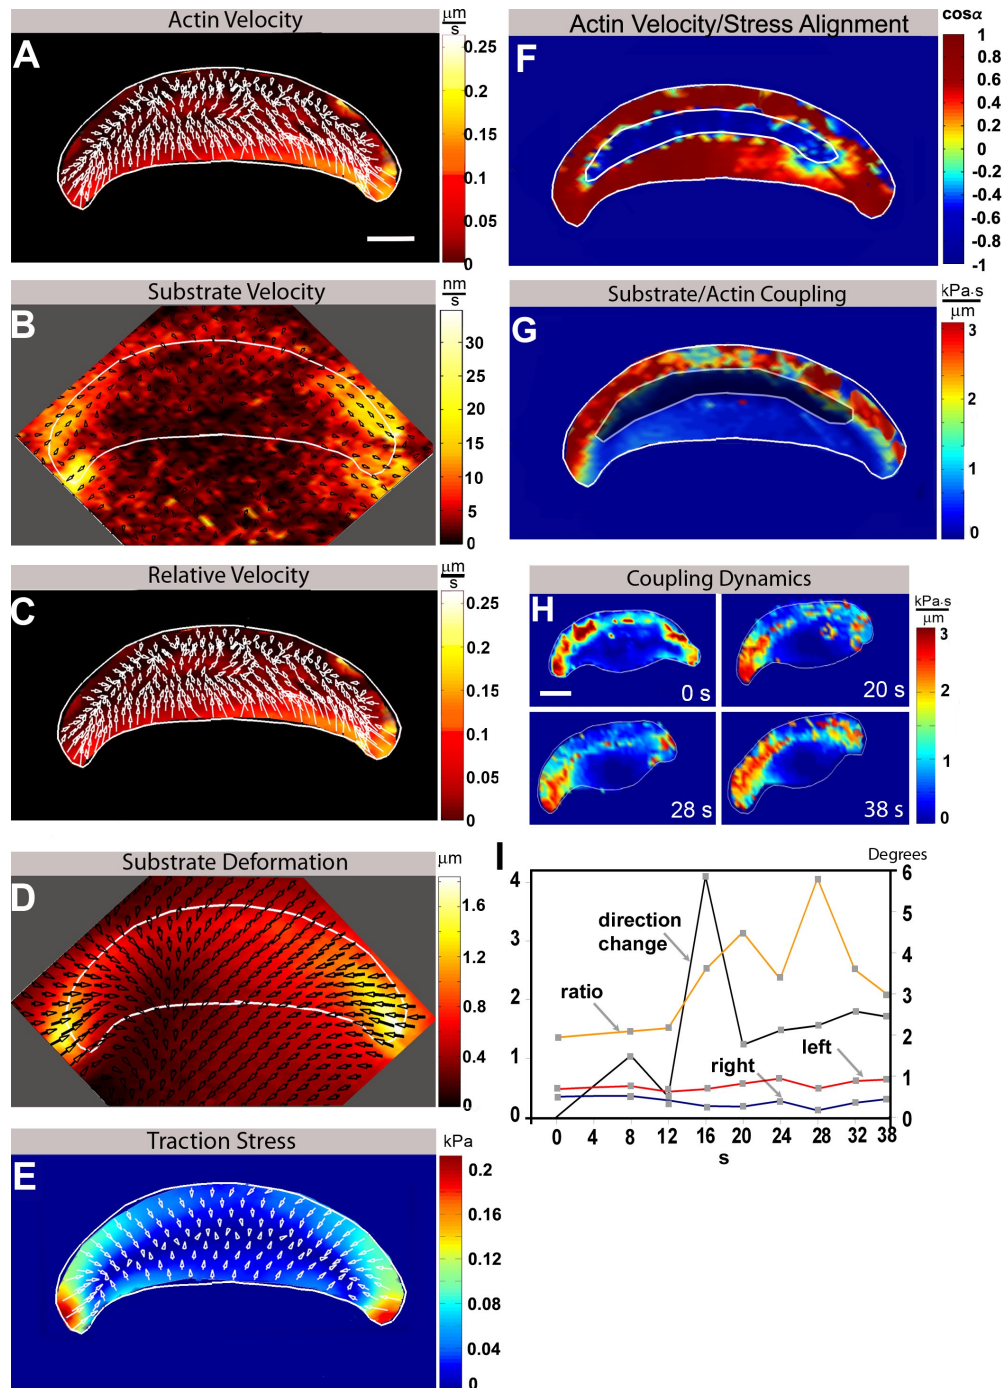 Actin Velocity
A
μm
s
0.25
0.2
0.15
0.1
0.05
0
Substrate Velocity
B
nm
s
30
25
20
15
10
5
0
Relative Velocity
C
μm
s
0.25
0.2
0.15
0.1
0.05
0
Substrate Deformation
D
μm
1.6
1.2
0.8
0.4
0
Traction Stress
E
kPa
0.2
0.16
0.12
0.08
0.04
0
Actin Velocity/Stress Alignment
F
cosα
1
0.8
0.6
0.4
0.2
0
-0.2
-0.4
-0.6
-0.8
-1
Substrate/Actin Coupling
G
kPa·s
μm
3
2
1
0
Coupling Dynamics
H
0 s
20 s
28 s
38 s
kPa·s
μm
3
2
1
0
I
Degrees
4
3
2
1
0
6
5
4
3
2
1
0
direction
change
ratio
right
left
0 4 8 12 16 20 24 28 32 38
s